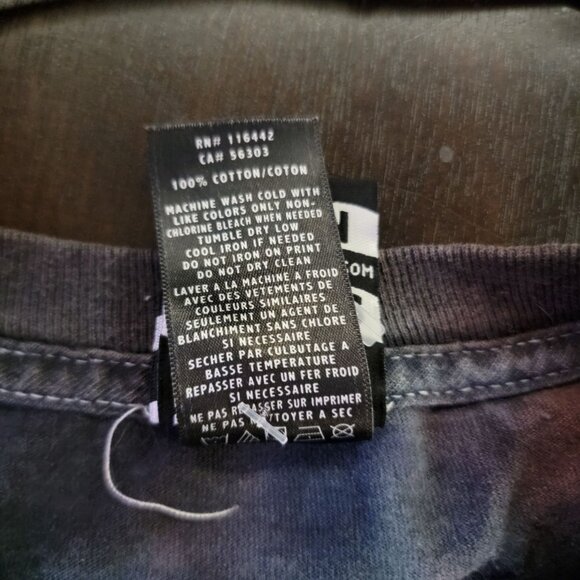 RN# 116442
CA# 56303
100% COTTON/COTON
MACHINE WASH COLD WITH
LIKE COLORS ONLY NON-
CHLORINE BLEACH WHEN NEEDED
TUMBLE DRY LOW
COOL IRON IF NEEDED
DO NOT IRON ON PRINT
DO NOT DRY CLEAN
LAVER A LA MACHINE A FROID
AVEC DES VETEMENTS DE
COULEURS SIMILAIRES
SEULEMENT UN AGENT DE
BLANCHIMENT SANS CHLORE
SI NECESSAIRE
SECHER PAR CULBUTAGE A
BASSE TEMPERATURE
REPASSER AVEC UN FER FROID
SI NECESSAIRE
NE PAS REPASSER SUR IMPRIMER
NE PAS NETTOYER A SEC
.COM